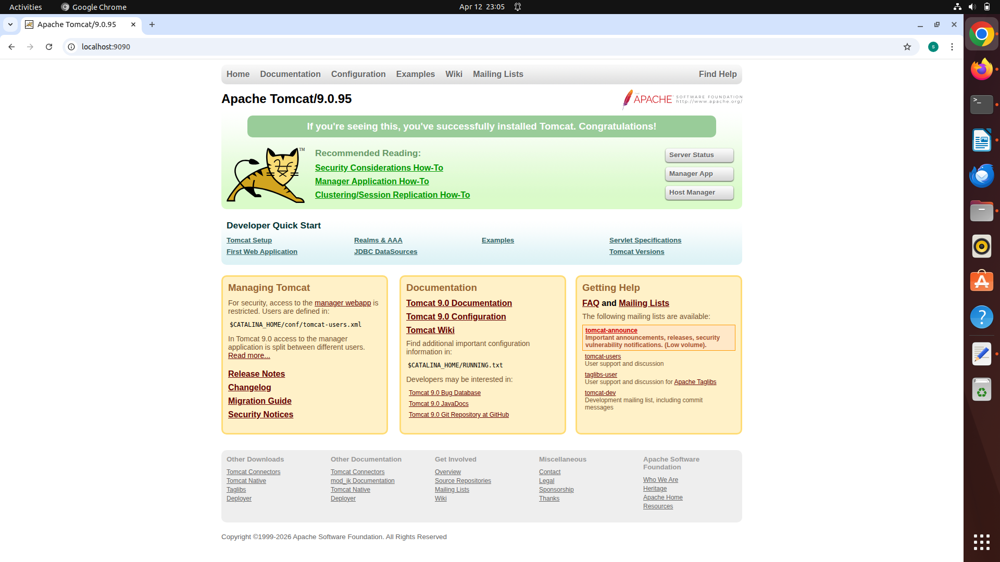 Activities
Google Chrome
Apr 12 23:05
Apache Tomcat/9.0.95
localhost:9090
S
Home Documentation Configuration Examples Wiki Mailing Lists Find Help
Apache Tomcat/9.0.95
THE APACHE SOFTWARE FOUNDATION
http://www.apache.org/
If you're seeing this, you've successfully installed Tomcat. Congratulations!
TM
Recommended Reading:
Security Considerations How-To
Manager Application How-To
Clustering/Session Replication How-To
Server Status
Manager App
Host Manager
Developer Quick Start
Tomcat Setup
First Web Application
Realms & AAA
JDBC DataSources
Examples
Servlet Specifications
Tomcat Versions
Managing Tomcat
For security, access to the manager webapp is
restricted. Users are defined in:
$CATALINA_HOME/conf/tomcat-users.xml
In Tomcat 9.0 access to the manager
application is split between different users.
Read more...
Release Notes
Changelog
Migration Guide
Security Notices
Documentation
Tomcat 9.0 Documentation
Tomcat 9.0 Configuration
Tomcat Wiki
Find additional important configuration
information in:
$CATALINA_HOME/RUNNING.txt
Developers may be interested in:
Tomcat 9.0 Bug Database
Tomcat 9.0 JavaDocs
Tomcat 9.0 Git Repository at GitHub
Getting Help
FAQ and Mailing Lists
The following mailing lists are available:
tomcat-announce
Important announcements, releases, security
vulnerability notifications. (Low volume).
tomcat-users
User support and discussion
taglibs-user
User support and discussion for Apache Taglibs
tomcat-dev
Development mailing list, including commit
messages
Other Downloads
Tomcat Connectors
Tomcat Native
Taglibs
Deployer
Other Documentation
Tomcat Connectors
mod_jk Documentation
Tomcat Native
Deployer
Get Involved
Overview
Source Repositories
Mailing Lists
Wiki
Miscellaneous
Contact
Legal
Sponsorship
Thanks
Apache Software
Foundation
Who We Are
Heritage
Apache Home
Resources
Copyright ©1999-2026 Apache Software Foundation. All Rights Reserved